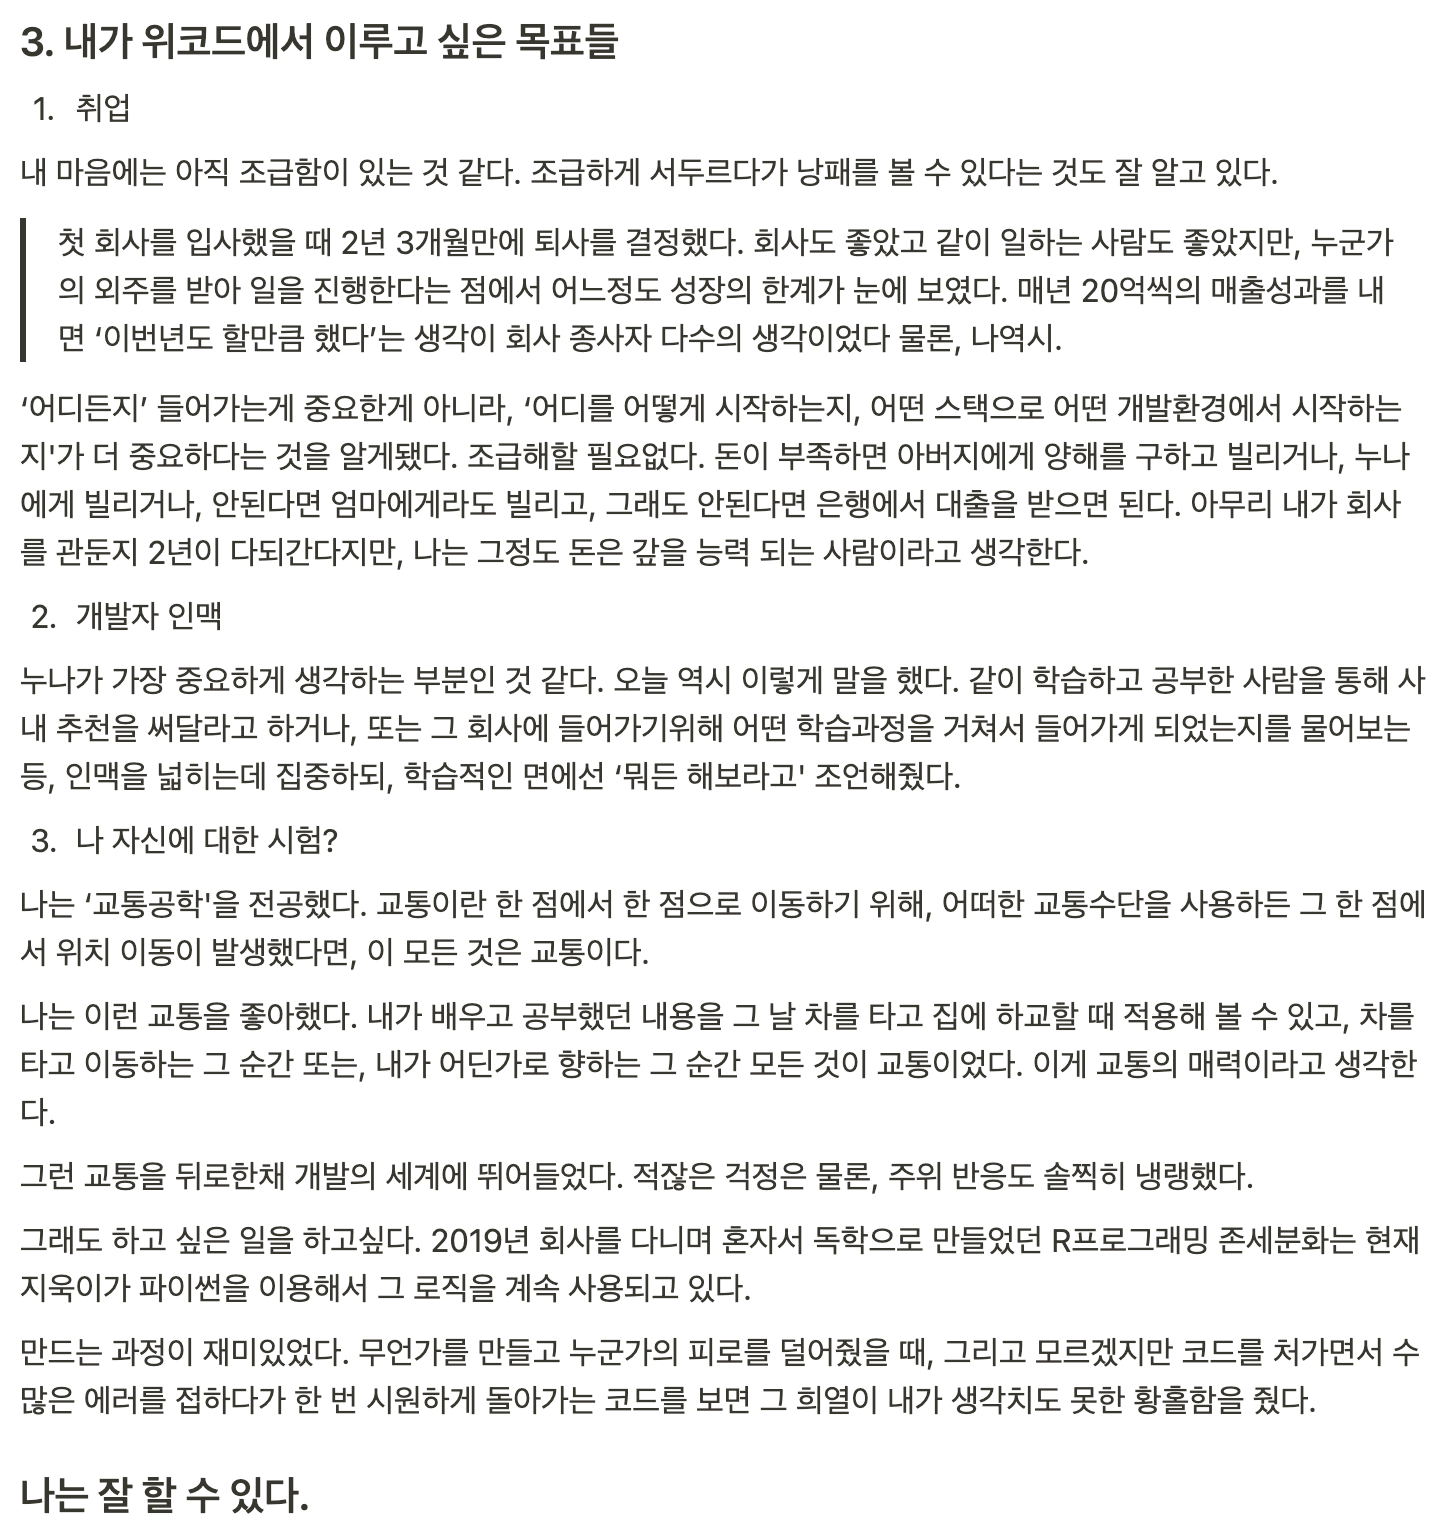 3. 내가 위코드에서 이루고 싶은 목표들
1. 취업
내 마음에는 아직 조급함이 있는 것 같다. 조급하게 서두르다가 낭패를 볼 수 있다는 것도 잘 알고 있다.
첫 회사를 입사했을 때 2년 3개월만에 퇴사를 결정했다. 회사도 좋았고 같이 일하는 사람도 좋았지만, 누군가
의 외주를 받아 일을 진행한다는 점에서 어느정도 성장의 한계가 눈에 보였다. 매년 20억씩의 매출성과를 내
면 ‘이번년도 할만큼 했다’는 생각이 회사 종사자 다수의 생각이었다 물론, 나역시.
‘어디든지’ 들어가는게 중요한게 아니라, ‘어디를 어떻게 시작하는지, 어떤 스택으로 어떤 개발환경에서 시작하는
지'가 더 중요하다는 것을 알게됐다. 조급해할 필요없다. 돈이 부족하면 아버지에게 양해를 구하고 빌리거나, 누나
에게 빌리거나, 안된다면 엄마에게라도 빌리고, 그래도 안된다면 은행에서 대출을 받으면 된다. 아무리 내가 회사
를 관둔지 2년이 다되간다지만, 나는 그정도 돈은 갚을 능력 되는 사람이라고 생각한다.
2. 개발자 인맥
누나가 가장 중요하게 생각하는 부분인 것 같다. 오늘 역시 이렇게 말을 했다. 같이 학습하고 공부한 사람을 통해 사
내 추천을 써달라고 하거나, 또는 그 회사에 들어가기위해 어떤 학습과정을 거쳐서 들어가게 되었는지를 물어보는
등, 인맥을 넓히는데 집중하되, 학습적인 면에선 ‘뭐든 해보라고' 조언해줬다.
3. 나 자신에 대한 시험?
나는 ‘교통공학'을 전공했다. 교통이란 한 점에서 한 점으로 이동하기 위해, 어떠한 교통수단을 사용하든 그 한 점에
서 위치 이동이 발생했다면, 이 모든 것은 교통이다.
나는 이런 교통을 좋아했다. 내가 배우고 공부했던 내용을 그 날 차를 타고 집에 하교할 때 적용해 볼 수 있고, 차를
타고 이동하는 그 순간 또는, 내가 어딘가로 향하는 그 순간 모든 것이 교통이었다. 이게 교통의 매력이라고 생각한
다.
그런 교통을 뒤로한채 개발의 세계에 뛰어들었다. 적잖은 걱정은 물론, 주위 반응도 솔찍히 냉랭했다.
그래도 하고 싶은 일을 하고싶다. 2019년 회사를 다니며 혼자서 독학으로 만들었던 R프로그래밍 존세분화는 현재
지욱이가 파이썬을 이용해서 그 로직을 계속 사용되고 있다.
만드는 과정이 재미있었다. 무언가를 만들고 누군가의 피로를 덜어줬을 때, 그리고 모르겠지만 코드를 처가면서 수
많은 에러를 접하다가 한 번 시원하게 돌아가는 코드를 보면 그 희열이 내가 생각치도 못한 황홀함을 줬다.
나는 잘 할 수 있다.